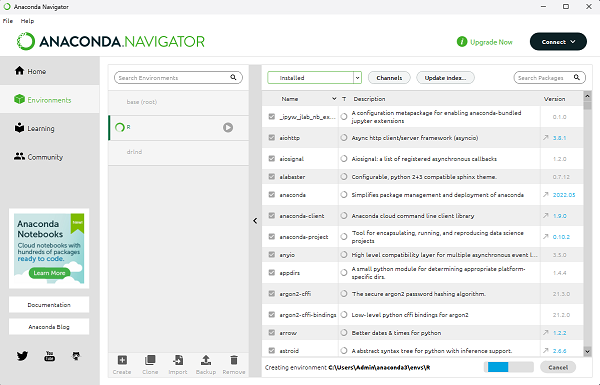 Anaconda Navigator
File Help
ANACONDA.NAVIGATOR
Upgrade Now
Connect
Home
Environments
Learning
Community
Anaconda
Notebooks
New!
Cloud notebooks with
hundreds of packages
ready to code.
Learn More
Documentation
Anaconda Blog
Search Environments
base (root)
R
drind
Create Clone Import Backup Remove
Installed Channels Update index... Search Packages
Name T Description Version
_ipyw_jlab_nb_ex... A configuration metapackage for enabling anaconda-bundled 0.1.0
jupyter extensions
aiohttp Async http client/server framework (asyncio) 3.8.1
aiosignal Aiosignal: a list of registered asynchronous callbacks 1.2.0
alabaster Configurable, python 2+3 compatible sphinx theme. 0.7.12
anaconda Simplifies package management and deployment of anaconda 2022.05
anaconda-client Anaconda cloud command line client library 1.9.0
anaconda-project Tool for encapsulating, running, and reproducing data science 0.10.2
projects
anyio High level compatibility layer for multiple asynchronous event l... 3.5.0
appdirs A small python module for determining appropriate platform- 1.4.4
specific dirs.
argon2-cffi The secure argon2 password hashing algorithm. 21.3.0
argon2-cffi-bindings Low-level python cffi bindings for argon2 21.2.0
arrow Better dates & times for python 1.2.2
astroid A abstract syntax tree for python with inference support. 2.6.6
Creating environment C:\Users\Admin\anaconda3\envs\R Cancel